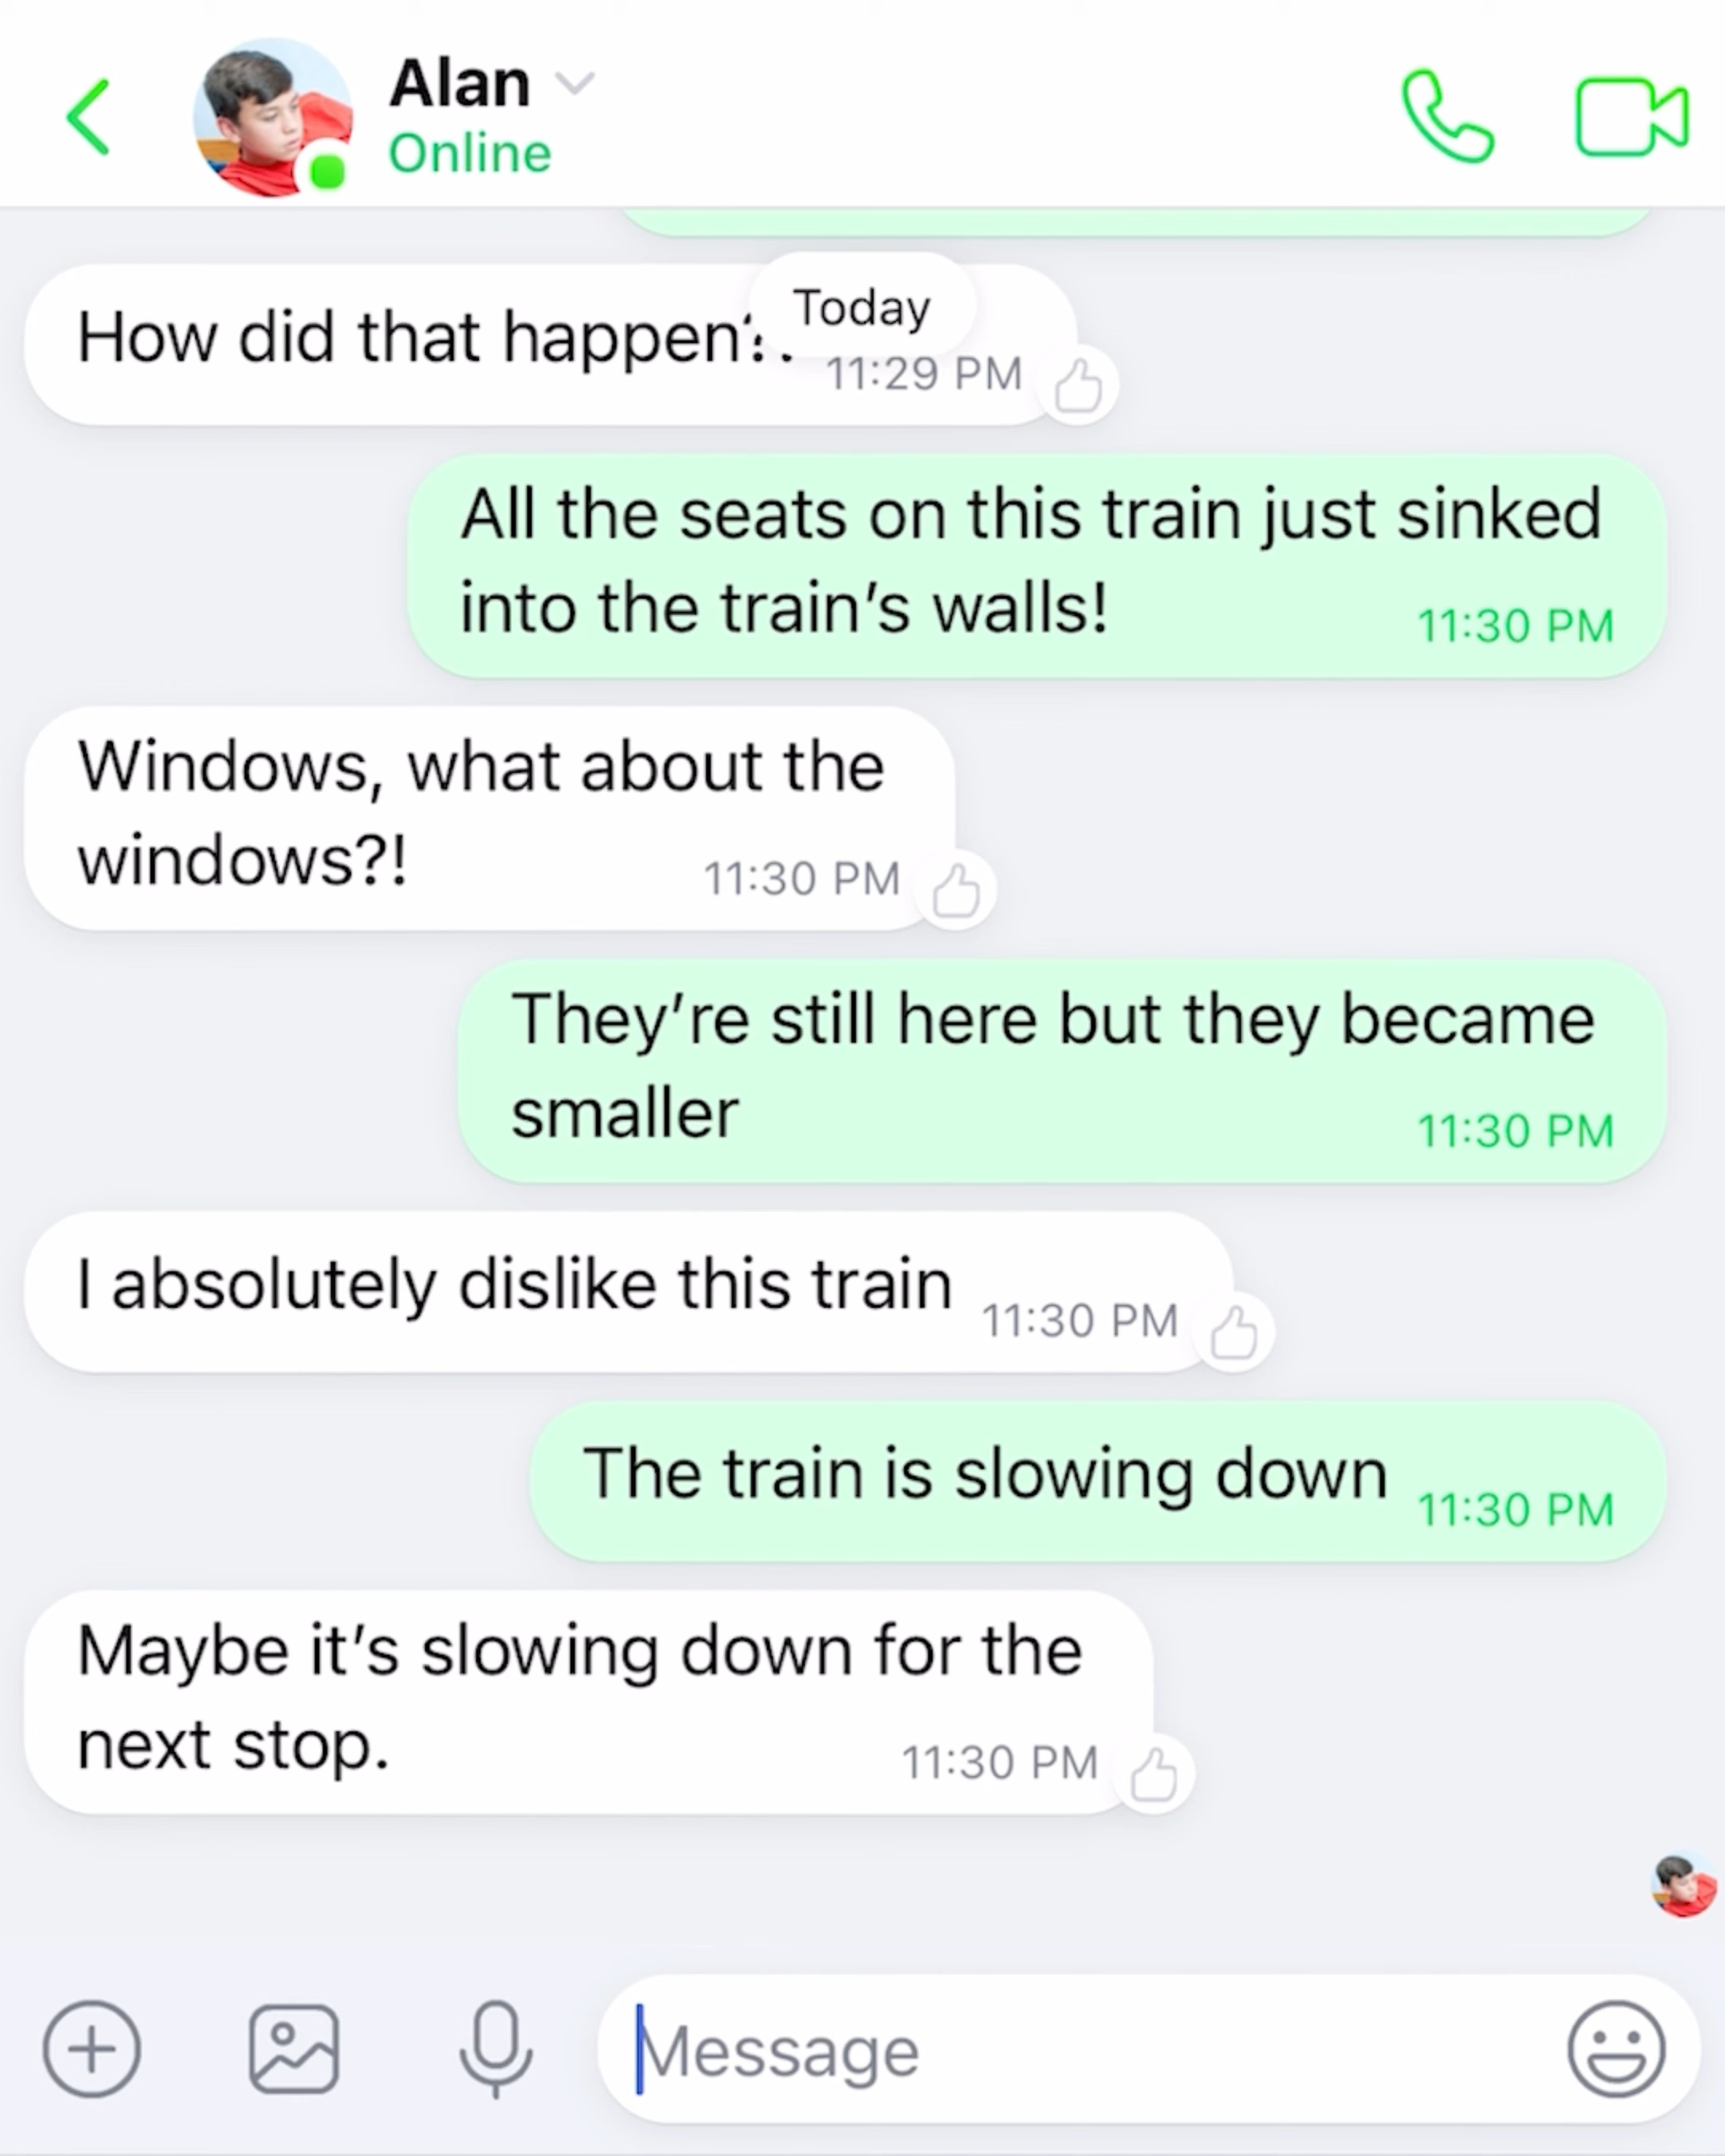 Alan
Online
Today
How did that happen?.
11:29 PM
All the seats on this train just sinked
into the train’s walls!
11:30 PM
Windows, what about the
windows?!
11:30 PM
They’re still here but they became
smaller
11:30 PM
I absolutely dislike this train
11:30 PM
The train is slowing down
11:30 PM
Maybe it’s slowing down for the
next stop.
11:30 PM
Message